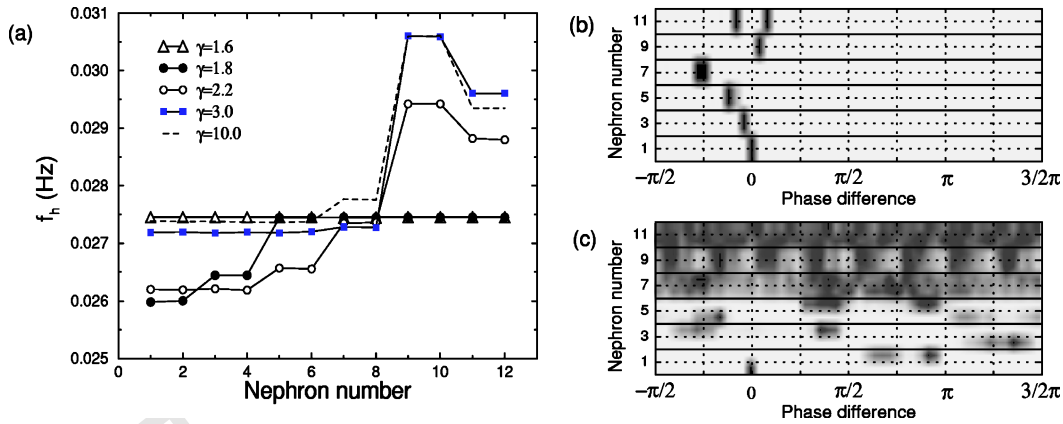 (a)
0.031
0.030
0.029
0.028
0.027
0.026
0.025
f_h (Hz)
γ=1.6
γ=1.8
γ=2.2
γ=3.0
γ=10.0
0 2 4 6 8 10 12
Nephron number
(b)
Nephron number
11
9
7
5
3
1
−π/2 0 π/2 π 3/2π
Phase difference
(c)
Nephron number
11
9
7
5
3
1
−π/2 0 π/2 π 3/2π
Phase difference